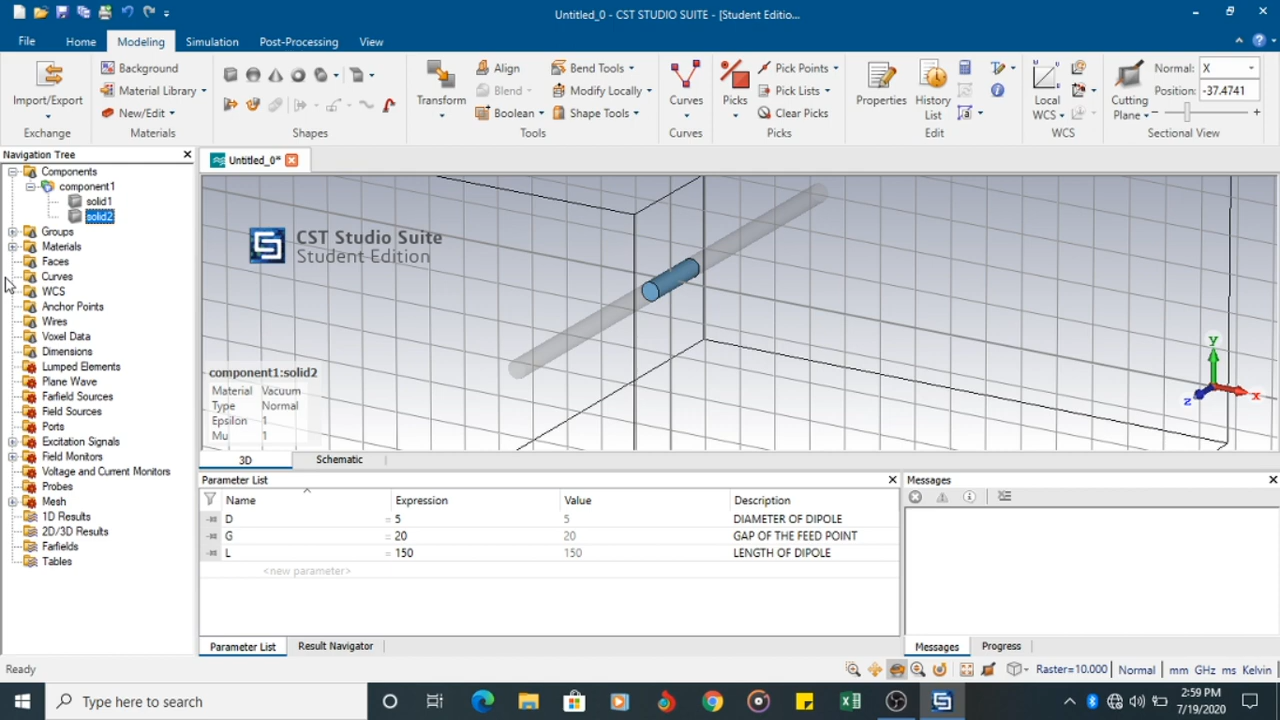 Untitled_0 - CST STUDIO SUITE - [Student Editio...
File Home Modeling Simulation Post-Processing View
Import/Export
Exchange
Background
Material Library
New/Edit
Materials
Shapes
Transform
Align
Blend
Boolean
Bend Tools
Modify Locally
Shape Tools
Tools
Curves
Curves
Picks
Pick Points
Pick Lists
Clear Picks
Picks
Properties
History List
Edit
Local WCS
WCS
Cutting Plane
Normal: X
Position: -37.4741
Sectional View
Navigation Tree
Components
component1
solid1
solid2
Groups
Materials
Faces
Curves
WCS
Anchor Points
Wires
Voxel Data
Dimensions
Lumped Elements
Plane Wave
Farfield Sources
Field Sources
Ports
Excitation Signals
Field Monitors
Voltage and Current Monitors
Probes
Mesh
1D Results
2D/3D Results
Farfields
Tables
Untitled_0*
CST Studio Suite
Student Edition
component1:solid2
Material Vacuum
Type Normal
Epsilon 1
Mu 1
y
z
x
3D Schematic
Parameter List
Name Expression Value Description
D = 5 5 DIAMETER OF DIPOLE
G = 20 20 GAP OF THE FEED POINT
L = 150 150 LENGTH OF DIPOLE
<new parameter>
Parameter List Result Navigator
Messages
Messages Progress
Ready
Raster=10.000 Normal mm GHz ms Kelvin
Type here to search
2:59 PM
7/19/2020